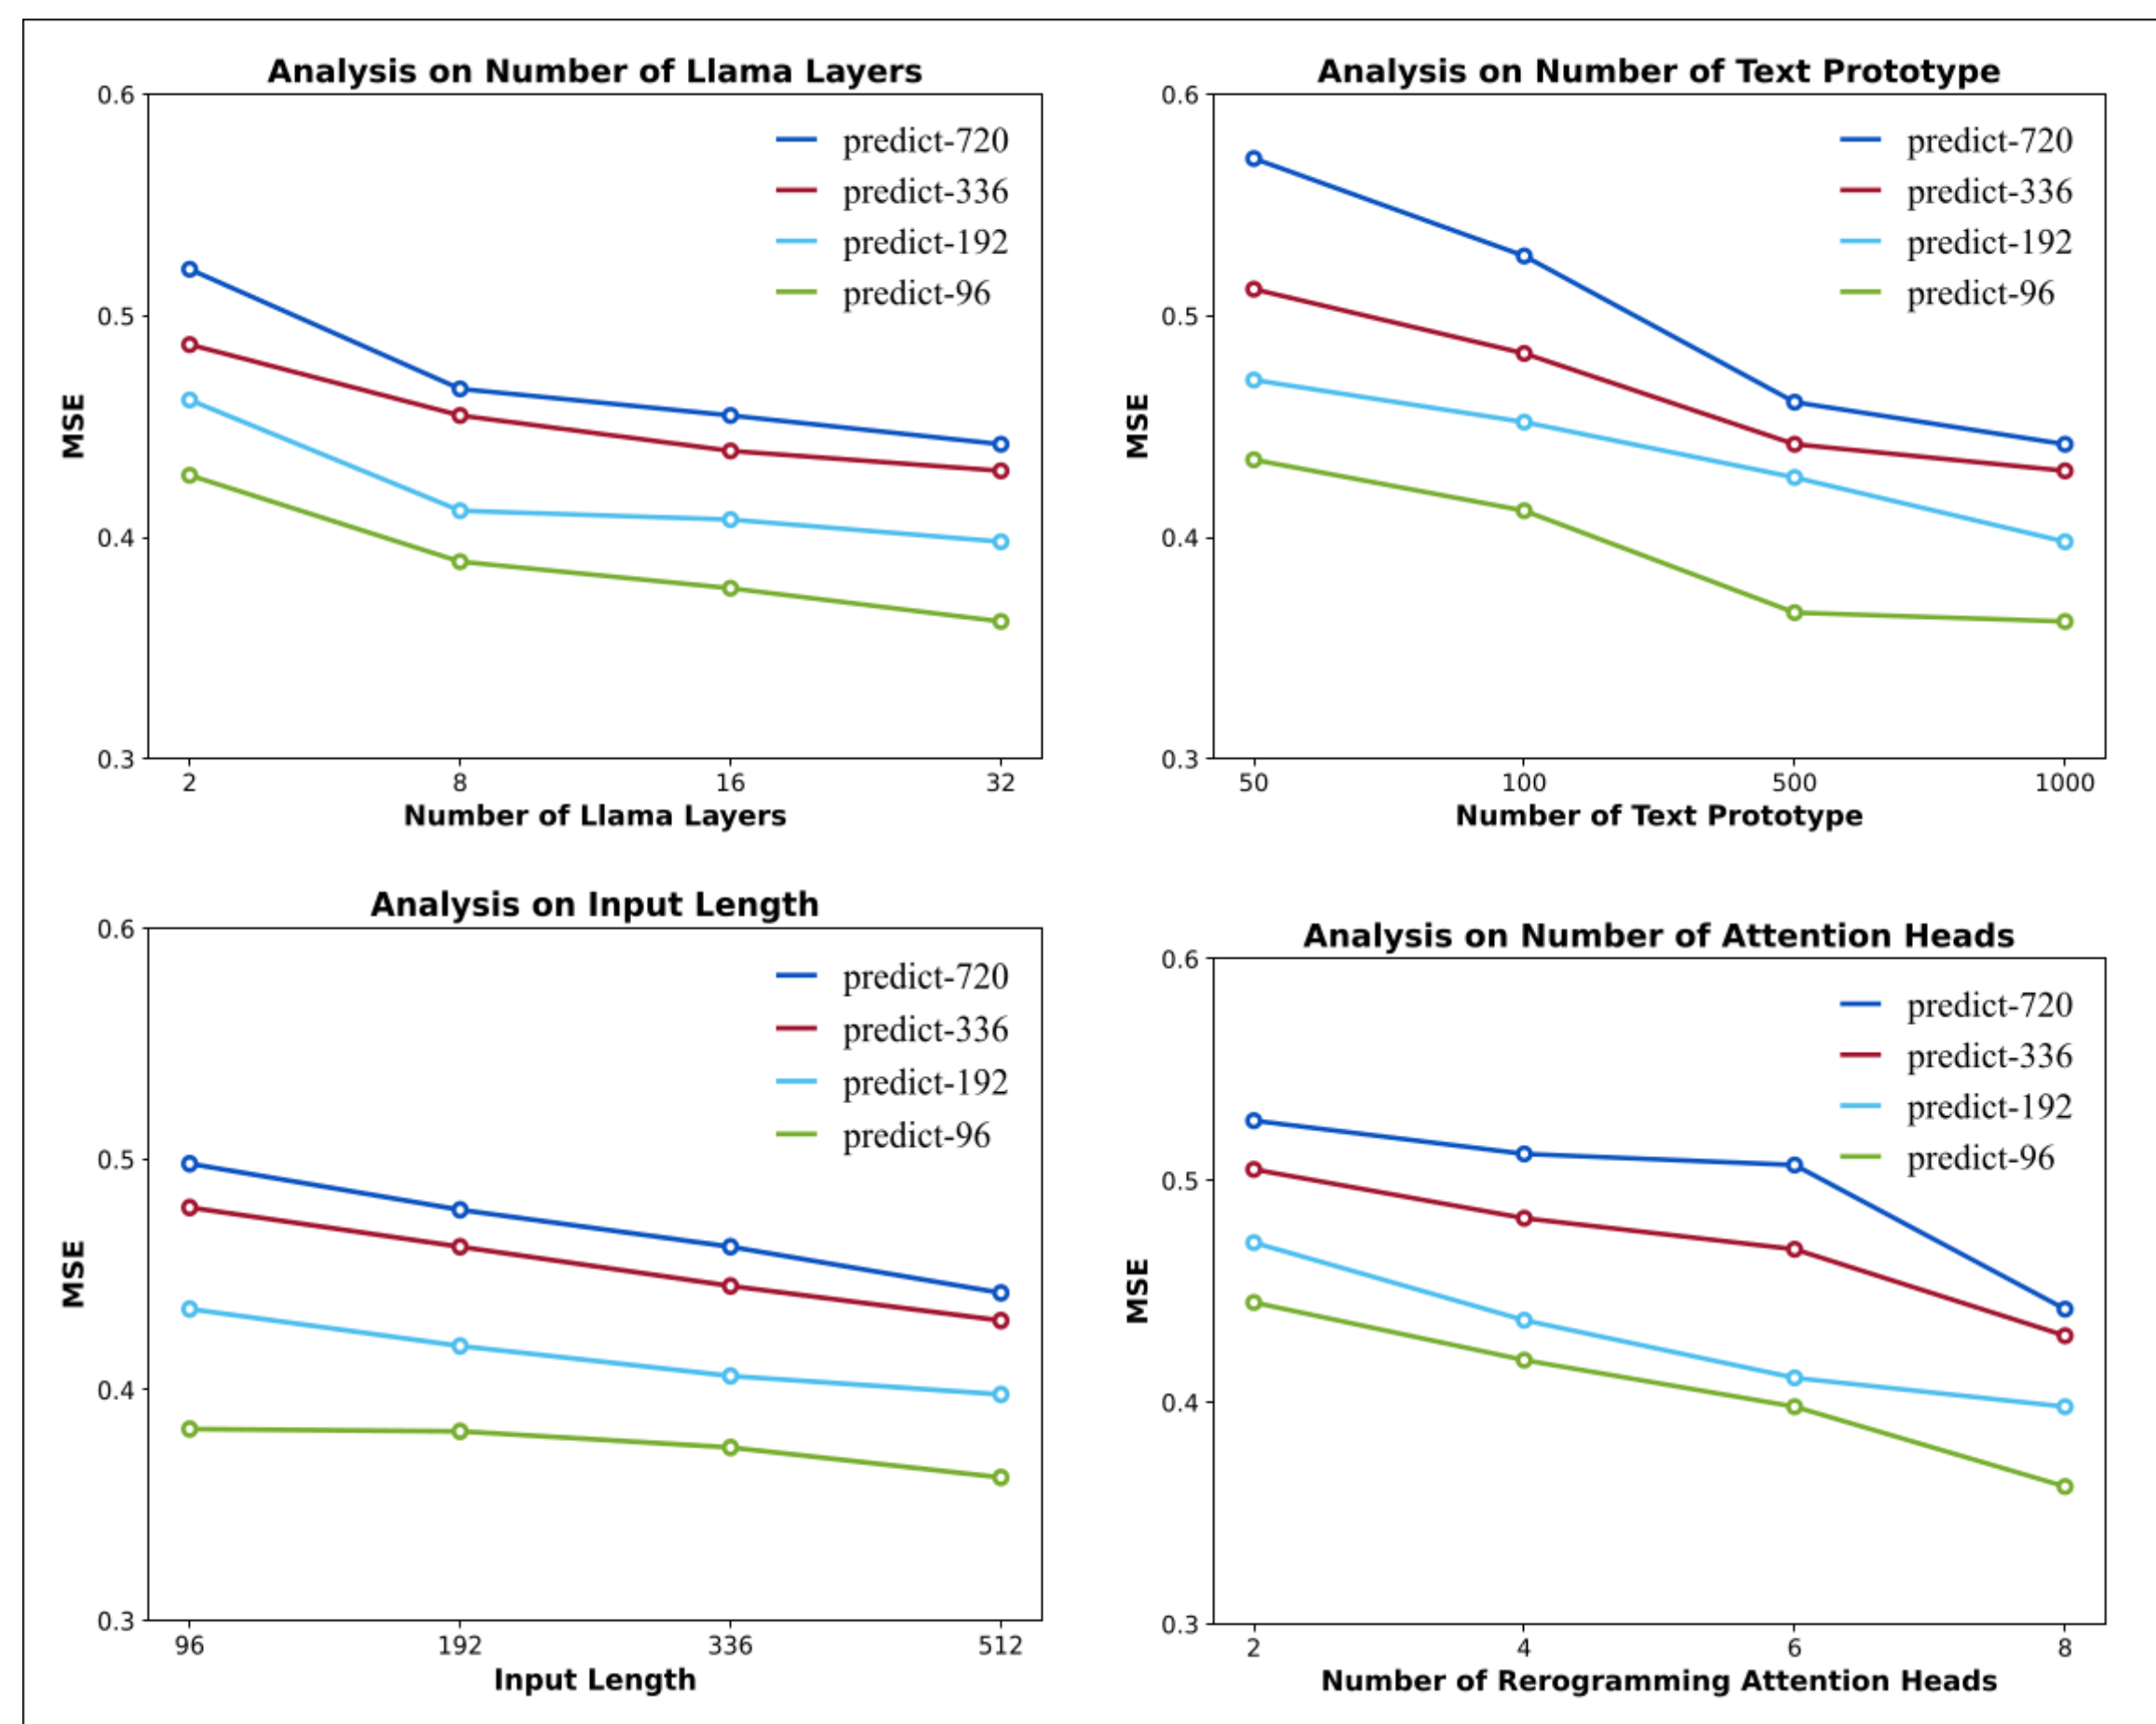 Analysis on Number of Llama Layers
0.6
0.5
0.4
0.3
MSE
predict-720
predict-336
predict-192
predict-96
2 8 16 32
Number of Llama Layers
Analysis on Number of Text Prototype
0.6
0.5
0.4
0.3
MSE
predict-720
predict-336
predict-192
predict-96
50 100 500 1000
Number of Text Prototype
Analysis on Input Length
0.6
0.5
0.4
0.3
MSE
predict-720
predict-336
predict-192
predict-96
96 192 336 512
Input Length
Analysis on Number of Attention Heads
0.6
0.5
0.4
0.3
MSE
predict-720
predict-336
predict-192
predict-96
2 4 6 8
Number of Rerogramming Attention Heads